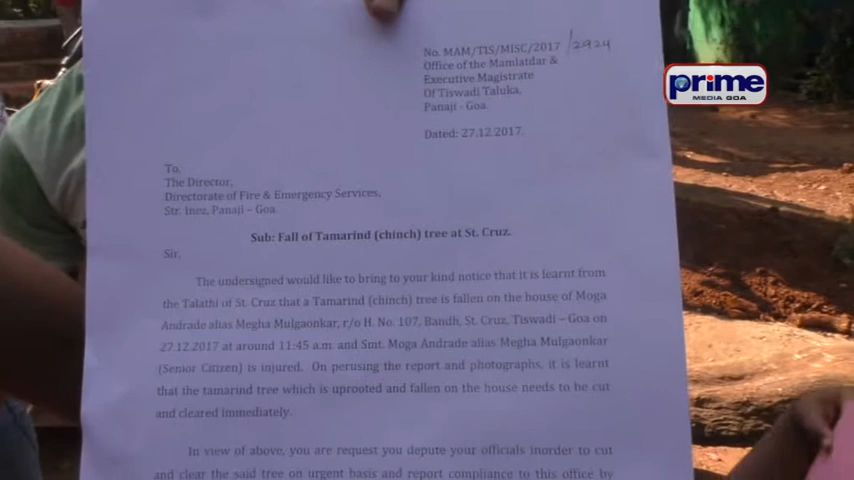 No. MAM/TIS/MISC/2017 /2924
Office of the Mamlatdar &
Executive Magistrate
Of Tiswadi Taluka,
Panaji - Goa.
Dated: 27.12.2017.
prime
MEDIA GOA
To,
The Director,
Directorate of Fire & Emergency Services,
Str. Inez, Panaji – Goa.
Sub: Fall of Tamarind (chinch) tree at St. Cruz.
Sir,
The undersigned would like to bring to your kind notice that it is learnt from
the Talathi of St. Cruz that a Tamarind (chinch) tree is fallen on the house of Moga
Andrade alias Megha Mulgaonkar, r/o H. No. 107, Bandh, St. Cruz, Tiswadi – Goa on
27.12.2017 at around 11:45 a.m. and Smt. Moga Andrade alias Megha Mulgaonkar
(Senior Citizen) is injured. On perusing the report and photographs, it is learnt
that the tamarind tree which is uprooted and fallen on the house needs to be cut
and cleared immediately.
In view of above, you are request you depute your officials inorder to cut
and clear the said tree on urgent basis and report compliance to this office by